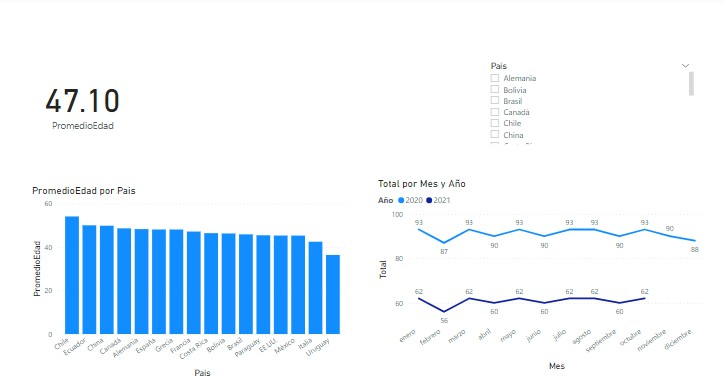 47.10
PromedioEdad
Pais
Alemania
Bolivia
Brasil
Canadá
Chile
China
PromedioEdad por Pais
60
40
20
0
PromedioEdad
Chile
Ecuador
China
Canadá
Alemania
España
Grecia
Francia
Costa Rica
Bolivia
Brasil
Paraguay
EE.UU.
México
Italia
Uruguay
Pais
Total por Mes y Año
Año 2020 2021
100
80
60
Total
93 87 93 90 93 90 93 93 90 93 90 88
62 56 62 60 62 60 62 62 60 62
enero
febrero
marzo
abril
mayo
junio
julio
agosto
septiembre
octubre
noviembre
diciembre
Mes